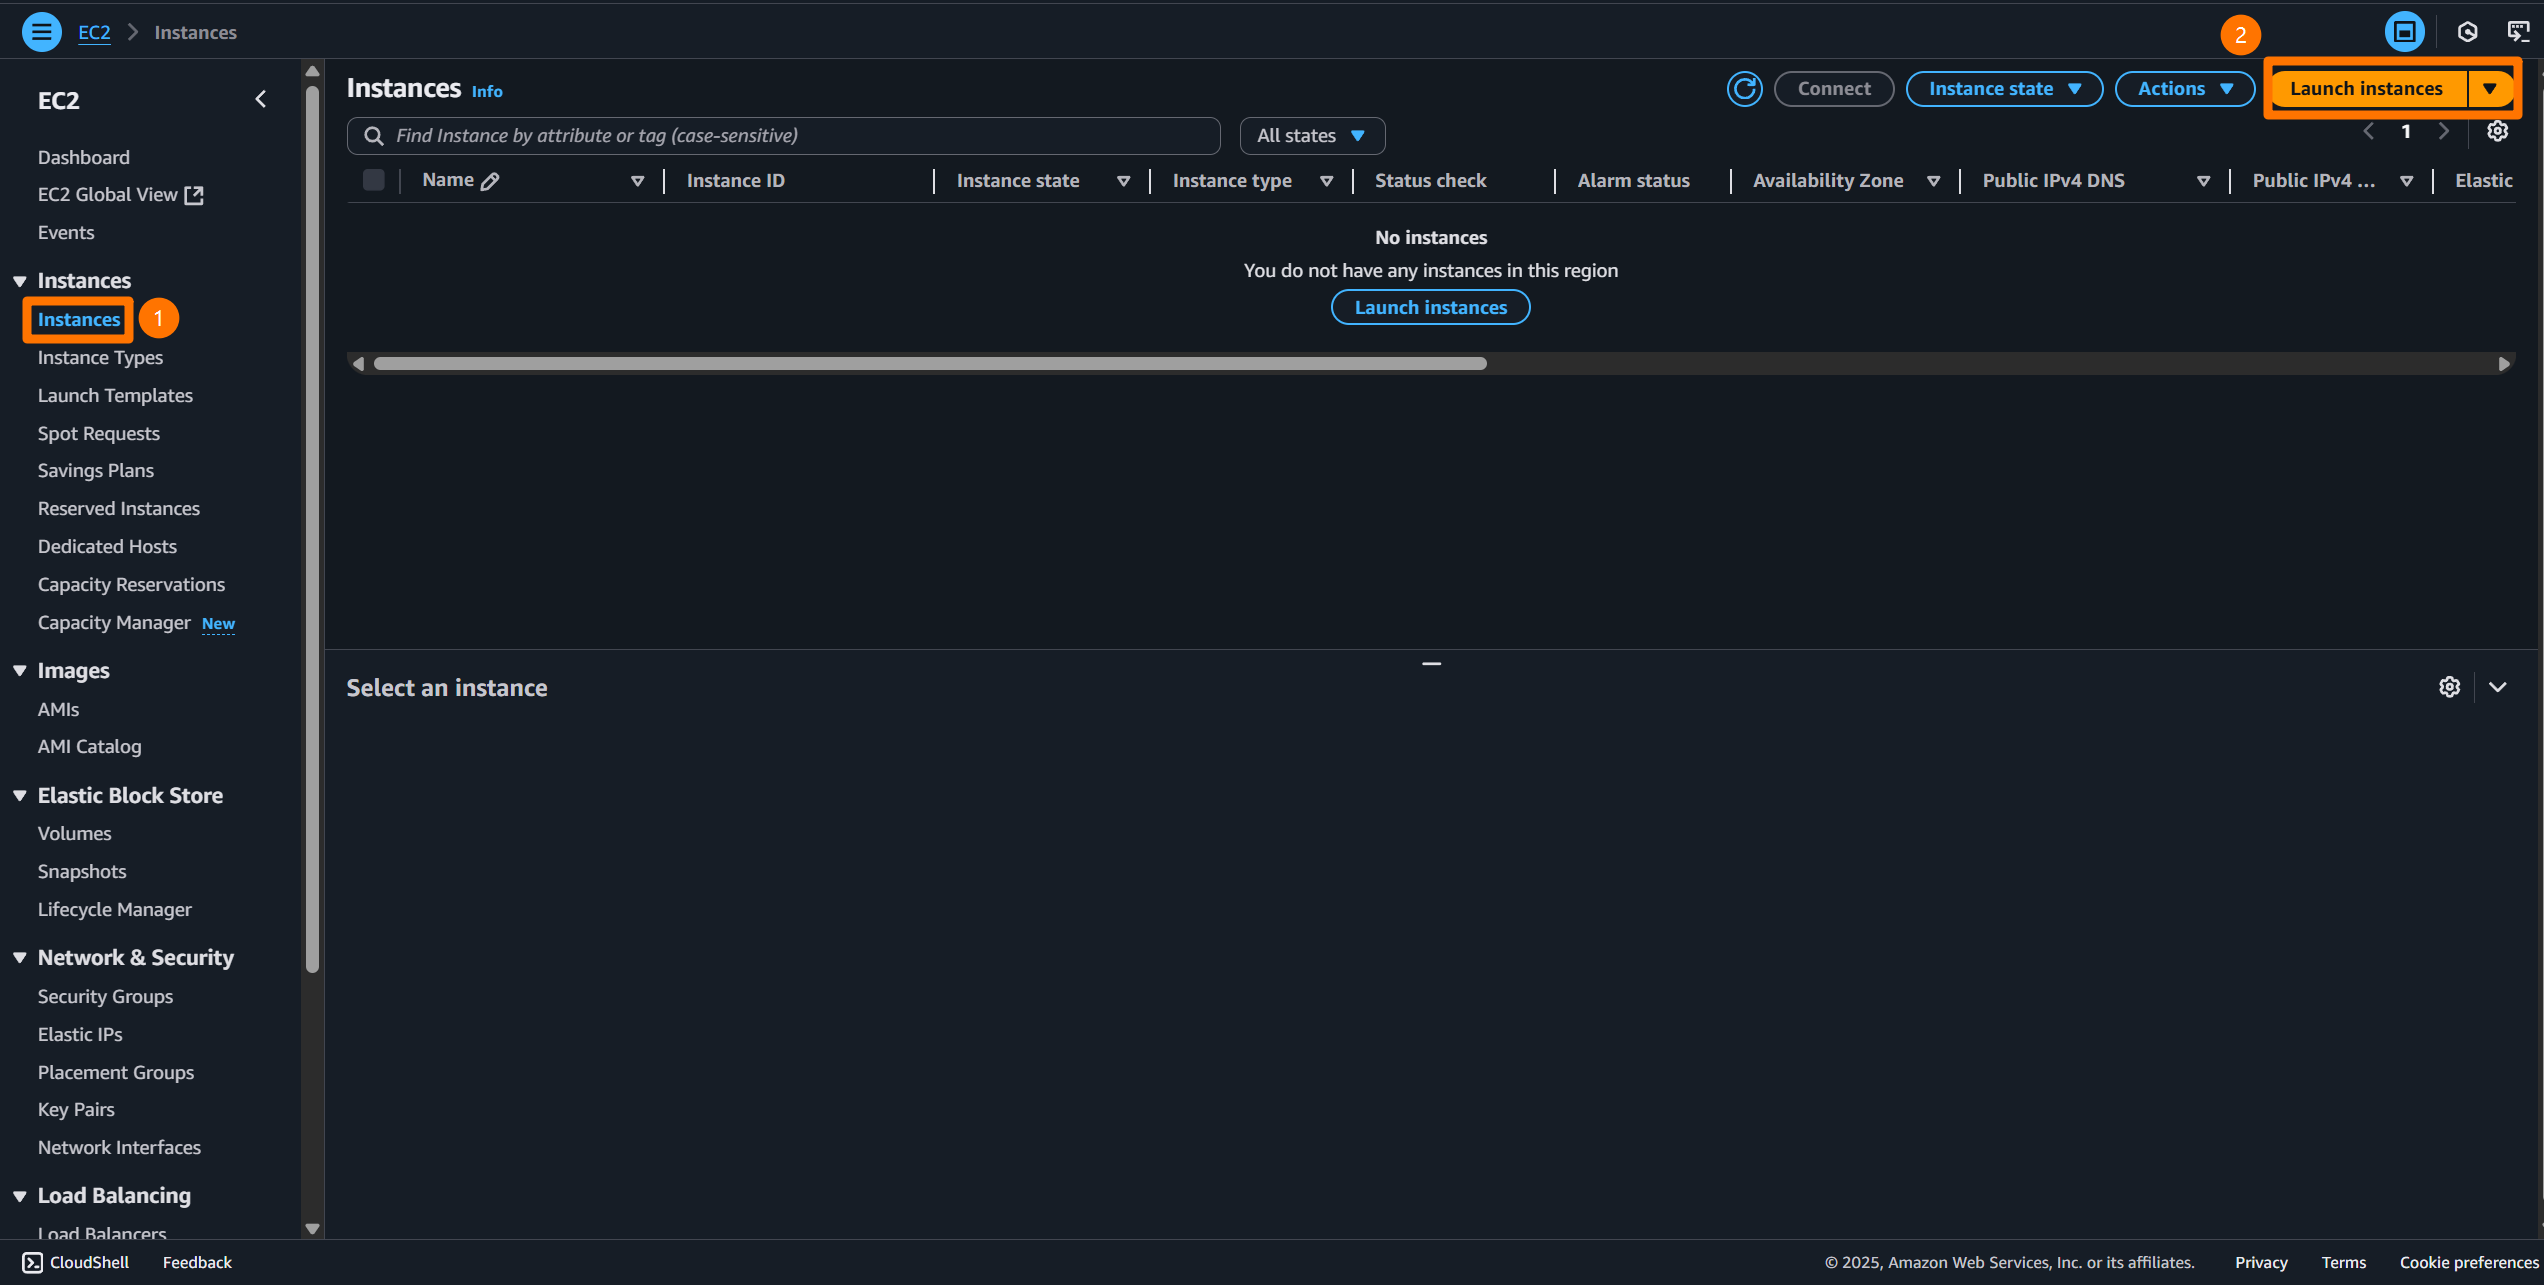 EC2 > Instances
2
EC2
Dashboard
EC2 Global View
Events
Instances
Instances
1
Instance Types
Launch Templates
Spot Requests
Savings Plans
Reserved Instances
Dedicated Hosts
Capacity Reservations
Capacity Manager New
Images
AMIs
AMI Catalog
Elastic Block Store
Volumes
Snapshots
Lifecycle Manager
Network & Security
Security Groups
Elastic IPs
Placement Groups
Key Pairs
Network Interfaces
Load Balancing
Load Balancers
Instances Info
Connect
Instance state
Actions
Launch instances
Find Instance by attribute or tag (case-sensitive)
All states
1
Name Instance ID Instance state Instance type Status check Alarm status Availability Zone Public IPv4 DNS Public IPv4 ... Elastic
No instances
You do not have any instances in this region
Launch instances
Select an instance
CloudShell Feedback © 2025, Amazon Web Services, Inc. or its affiliates. Privacy Terms Cookie preferences